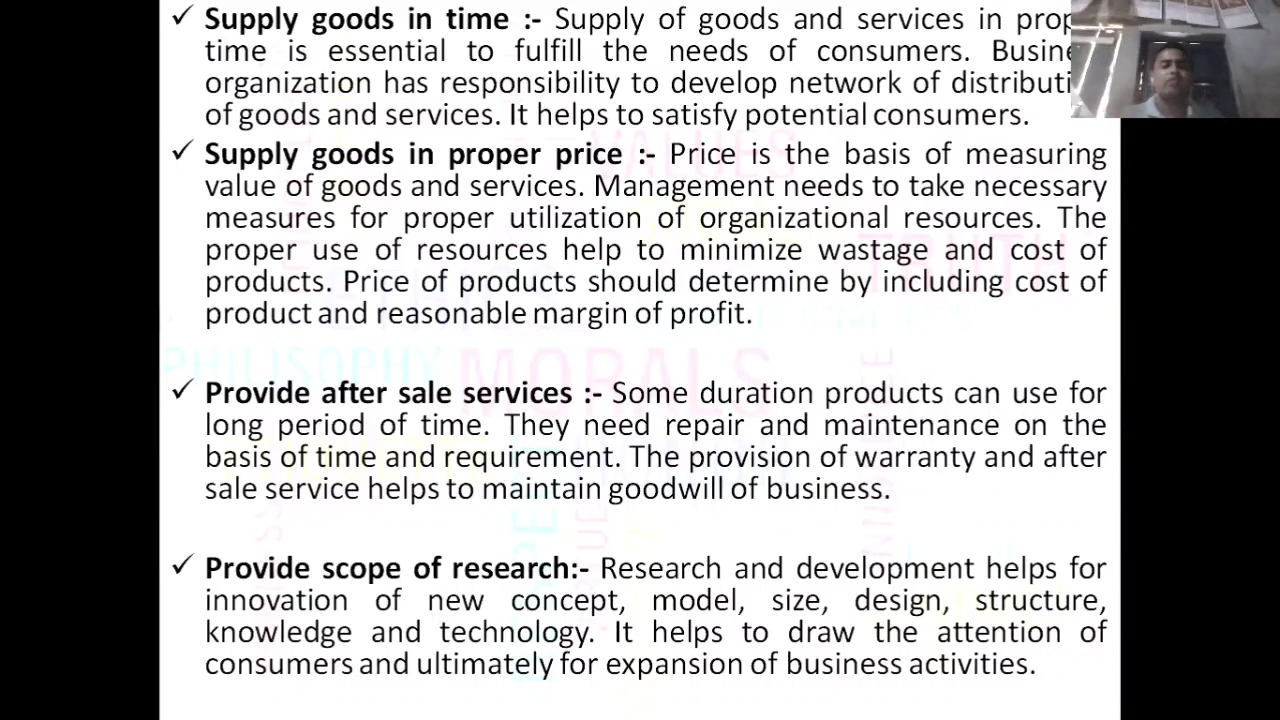 ✓ Supply goods in time :- Supply of goods and services in prop
time is essential to fulfill the needs of consumers. Busine
organization has responsibility to develop network of distributi
of goods and services. It helps to satisfy potential consumers.
✓ Supply goods in proper price :- Price is the basis of measuring
value of goods and services. Management needs to take necessary
measures for proper utilization of organizational resources. The
proper use of resources help to minimize wastage and cost of
products. Price of products should determine by including cost of
product and reasonable margin of profit.
✓ Provide after sale services :- Some duration products can use for
long period of time. They need repair and maintenance on the
basis of time and requirement. The provision of warranty and after
sale service helps to maintain goodwill of business.
✓ Provide scope of research:- Research and development helps for
innovation of new concept, model, size, design, structure,
knowledge and technology. It helps to draw the attention of
consumers and ultimately for expansion of business activities.
VALUES
TRUTH
ETHICS
PHILISOPHY
MORALS